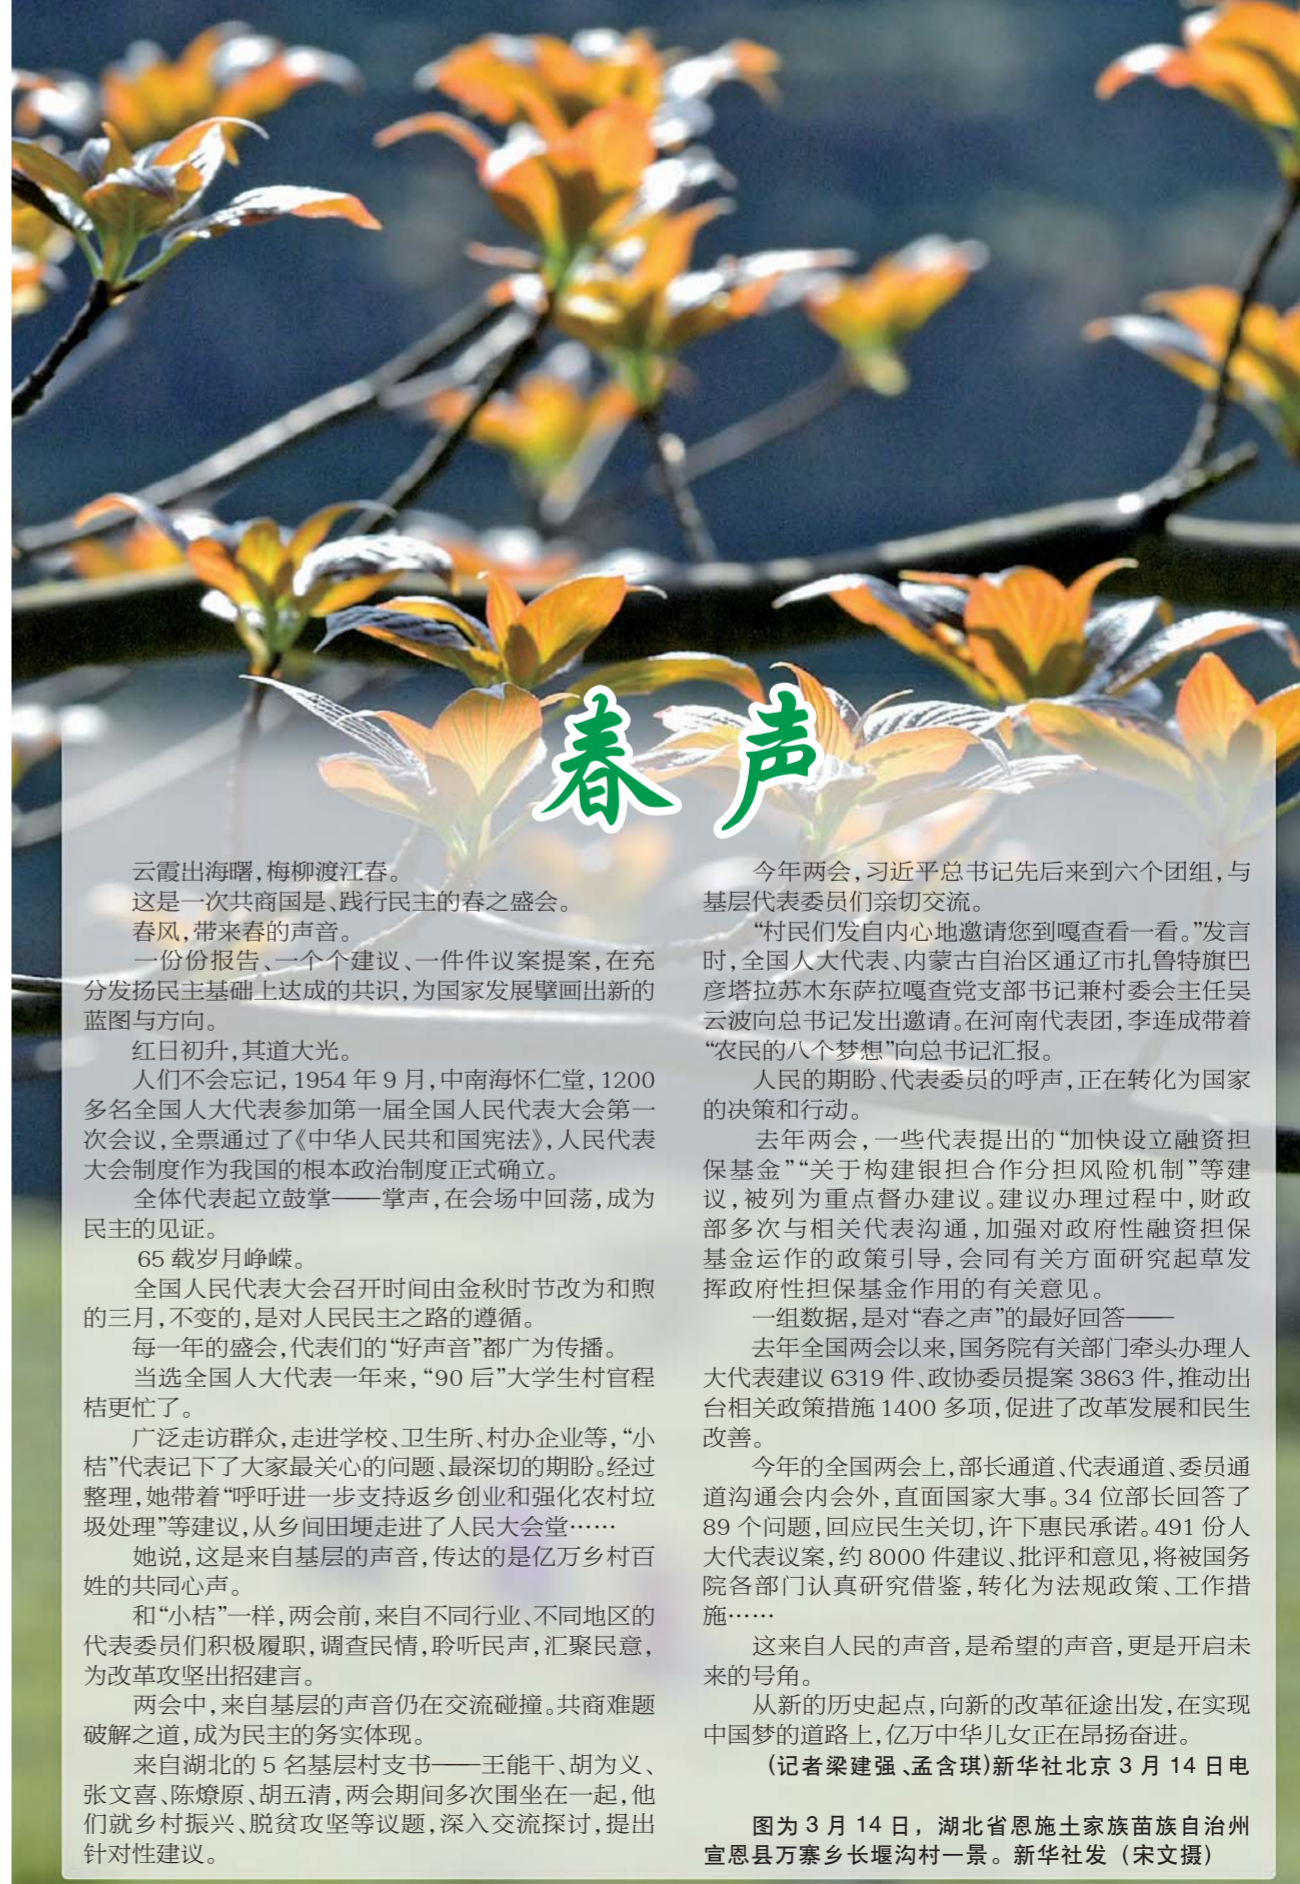 春声
云霞出海曙，梅柳渡江春。
这是一次共商国是、践行民主的春之盛会。
春风，带来春的声音。
一份份报告、一个个建议、一件件议案提案，在充
分发扬民主基础上达成的共识，为国家发展擘画出新的
蓝图与方向。
红日初升，其道大光。
人们不会忘记，1954年9月，中南海怀仁堂，1200
多名全国人大代表参加第一届全国人民代表大会第一
次会议，全票通过了《中华人民共和国宪法》，人民代表
大会制度作为我国的根本政治制度正式确立。
全体代表起立鼓掌——掌声，在会场中回荡，成为
民主的见证。
65载岁月峥嵘。
全国人民代表大会召开时间由金秋时节改为和煦
的三月，不变的，是对人民民主之路的遵循。
每一年的盛会，代表们的“好声音”都广为传播。
当选全国人大代表一年来，“90后”大学生村官程
桔更忙了。
广泛走访群众，走进学校、卫生所、村办企业等，“小
桔”代表记下了大家最关心的问题、最深切的期盼。经过
整理，她带着“呼吁进一步支持返乡创业和强化农村垃
圾处理”等建议，从乡间田埂走进了人民大会堂……
她说，这是来自基层的声音，传达的是亿万乡村百
姓的共同心声。
和“小桔”一样，两会前，来自不同行业、不同地区的
代表委员们积极履职，调查民情，聆听民声，汇聚民意，
为改革攻坚出招建言。
两会中，来自基层的声音仍在交流碰撞。共商难题
破解之道，成为民主的务实体现。
来自湖北的5名基层村支书——王能干、胡为义、
张文喜、陈燎原、胡五清，两会期间多次围坐在一起，他
们就乡村振兴、脱贫攻坚等议题，深入交流探讨，提出
针对性建议。
今年两会，习近平总书记先后来到六个团组，与
基层代表委员们亲切交流。
“村民们发自内心地邀请您到嘎查看一看。”发言
时，全国人大代表、内蒙古自治区通辽市扎鲁特旗巴
彦塔拉苏木东萨拉嘎查党支部书记兼村委会主任吴
云波向总书记发出邀请。在河南代表团，李连成带着
“农民的八个梦想”向总书记汇报。
人民的期盼、代表委员的呼声，正在转化为国家
的决策和行动。
去年两会，一些代表提出的“加快设立融资担
保基金”“关于构建银担合作分担风险机制”等建
议，被列为重点督办建议。建议办理过程中，财政
部多次与相关代表沟通，加强对政府性融资担保
基金运作的政策引导，会同有关方面研究起草发
挥政府性担保基金作用的有关意见。
一组数据，是对“春之声”的最好回答——
去年全国两会以来，国务院有关部门牵头办理人
大代表建议6319件、政协委员提案3863件，推动出
台相关政策措施1400多项，促进了改革发展和民生
改善。
今年的全国两会上，部长通道、代表通道、委员通
道沟通会内会外，直面国家大事。34位部长回答了
89个问题，回应民生关切，许下惠民承诺。491份人
大代表议案，约8000件建议、批评和意见，将被国务
院各部门认真研究借鉴，转化为法规政策、工作措
施……
这来自人民的声音，是希望的声音，更是开启未
来的号角。
从新的历史起点，向新的改革征途出发，在实现
中国梦的道路上，亿万中华儿女正在昂扬奋进。
（记者梁建强、孟含琪）新华社北京3月14日电
图为3月14日，湖北省恩施土家族苗族自治州
宣恩县万寨乡长堰沟村一景。新华社发（宋文摄）